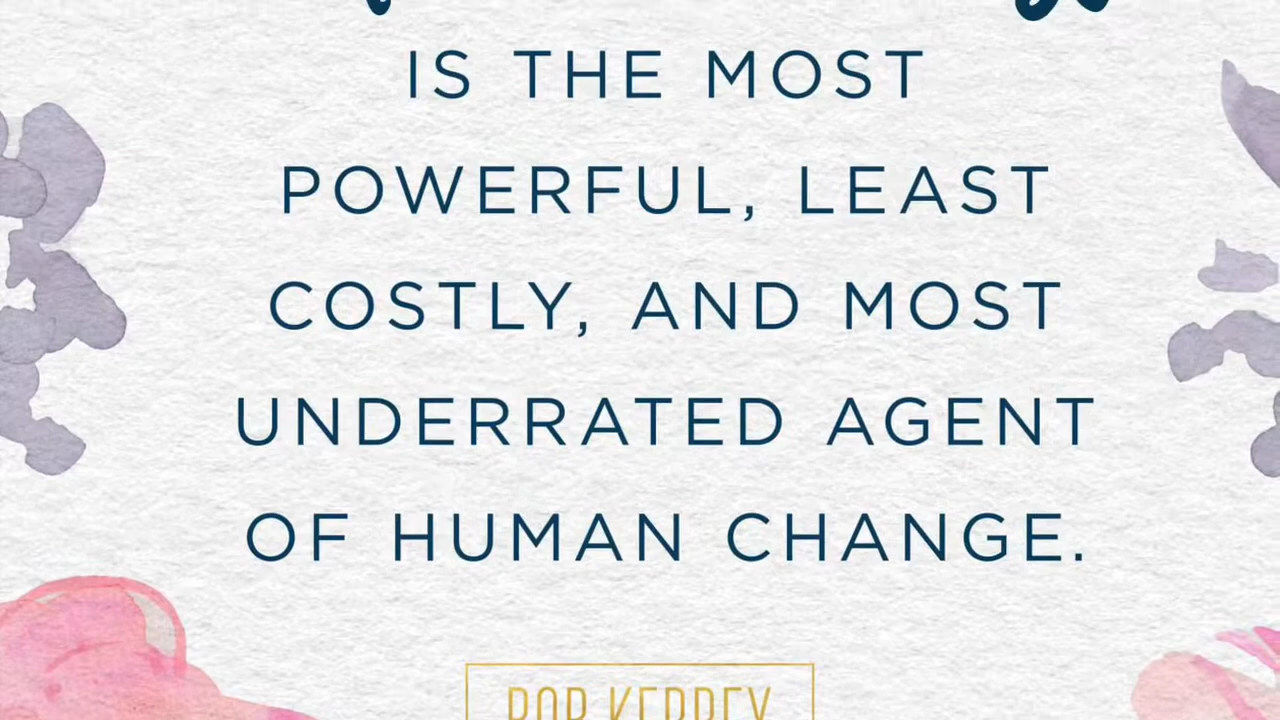 IS THE MOST
POWERFUL, LEAST
COSTLY, AND MOST
UNDERRATED AGENT
OF HUMAN CHANGE.
BOB KERREY